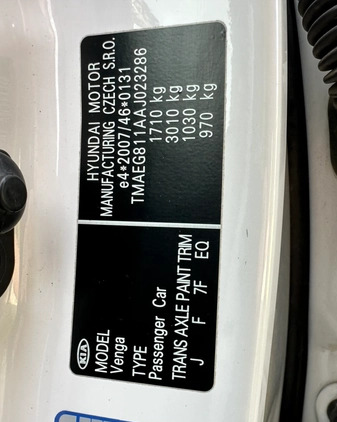 HYUNDAI MOTOR
MANUFACTURING CZECH S.R.O.
e4*2007/46*0131
TMAEG811AAJ023286
1710 kg
3010 kg
1030 kg
970 kg
KIA
MODEL
Venga
TYPE
Passenger Car
TRANS AXLE PAINT TRIM
J F 7F EQ